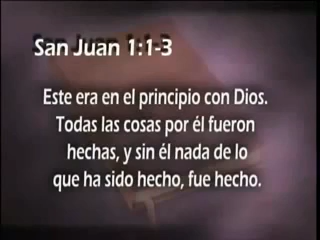 San Juan 1:1-3
Este era en el principio con Dios.
Todas las cosas por él fueron
hechas, y sin él nada de lo
que ha sido hecho, fue hecho.